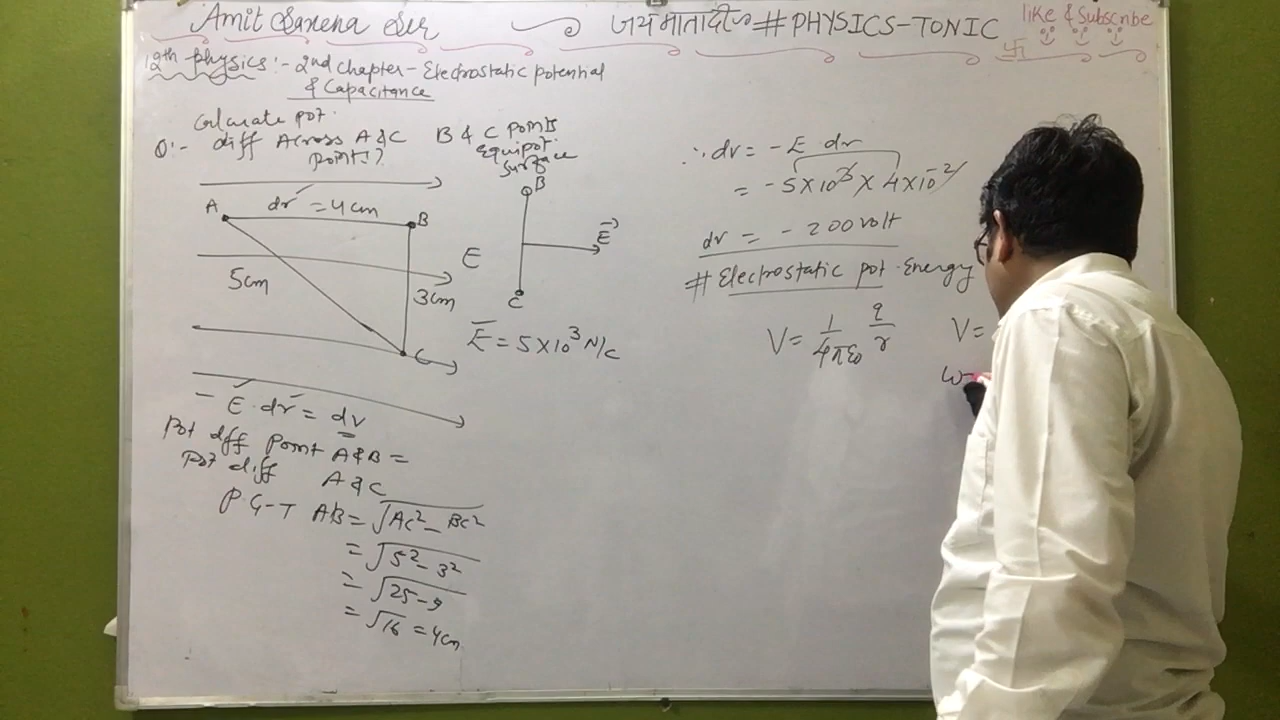 Amit Saxena Sir
जय माता दी # PHYSICS-TONIC
like & Subscribe
12th physics :- 2nd chapter - Electrostatic potential
& Capacitance
Calculate pot.
Q:- diff Across A & C
points?
B & C points
equipot.
surface
A
dr = 4cm
B
5cm
3cm
C
E
B
E
C
E = 5×10³ N/C
- E . dr = dv
Pot diff point A & B =
Pot diff A & C
P.G-T AB = √AC² - BC²
= √5² - 3²
= √25-9
= √16 = 4cm
∴ dv = - E dr
= - 5×10³ × 4×10⁻²
dv = - 200 volt
# Electrostatic pot. Energy
V = 1/4πε₀ q/r
V =
W